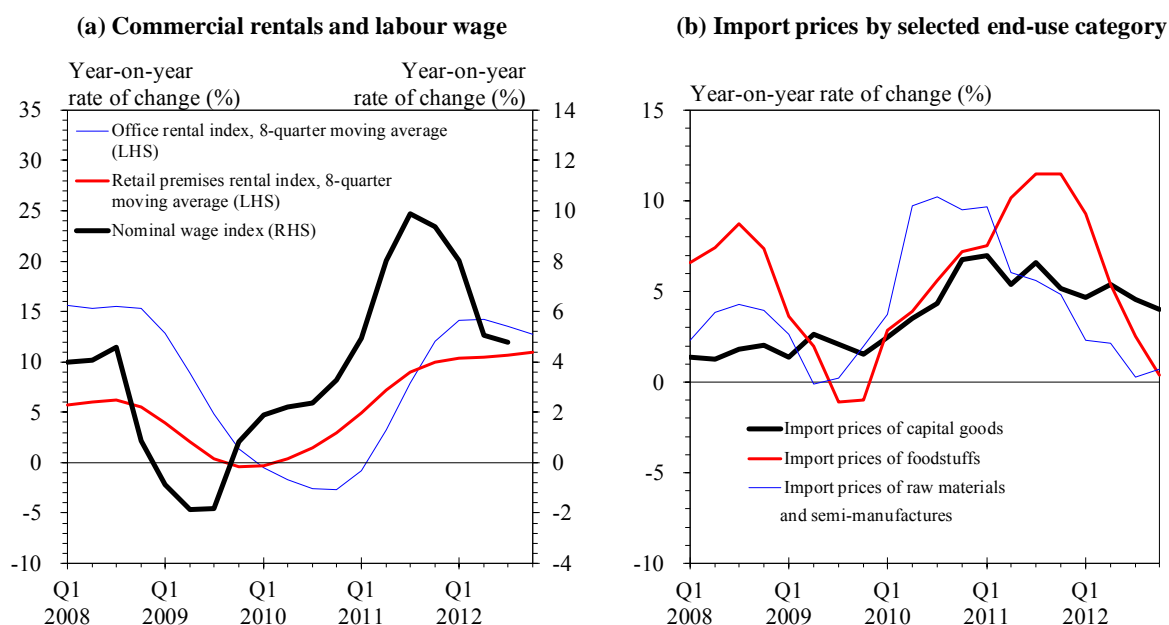 (a) Commercial rentals and labour wage
Year-on-year
rate of change (%)
Year-on-year
rate of change (%)
35
30
25
20
15
10
5
0
-5
-10
14
12
10
8
6
4
2
0
-2
-4
Office rental index, 8-quarter moving average
(LHS)
Retail premises rental index, 8-quarter
moving average (LHS)
Nominal wage index (RHS)
Q1
2008
Q1
2009
Q1
2010
Q1
2011
Q1
2012
(b) Import prices by selected end-use category
Year-on-year rate of change (%)
15
10
5
0
-5
-10
Import prices of capital goods
Import prices of foodstuffs
Import prices of raw materials
and semi-manufactures
Q1
2008
Q1
2009
Q1
2010
Q1
2011
Q1
2012